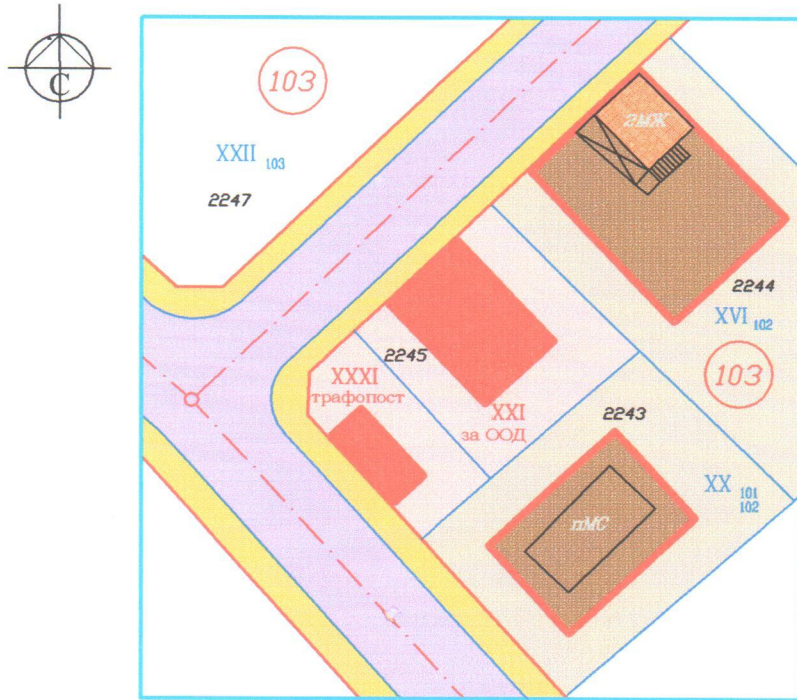 С
103
XXII 103
2247
2МЖ
2244
XVI 102
103
2245
XXXI
трафопост
XXI
за ООД
2243
XX 101
102
пМС